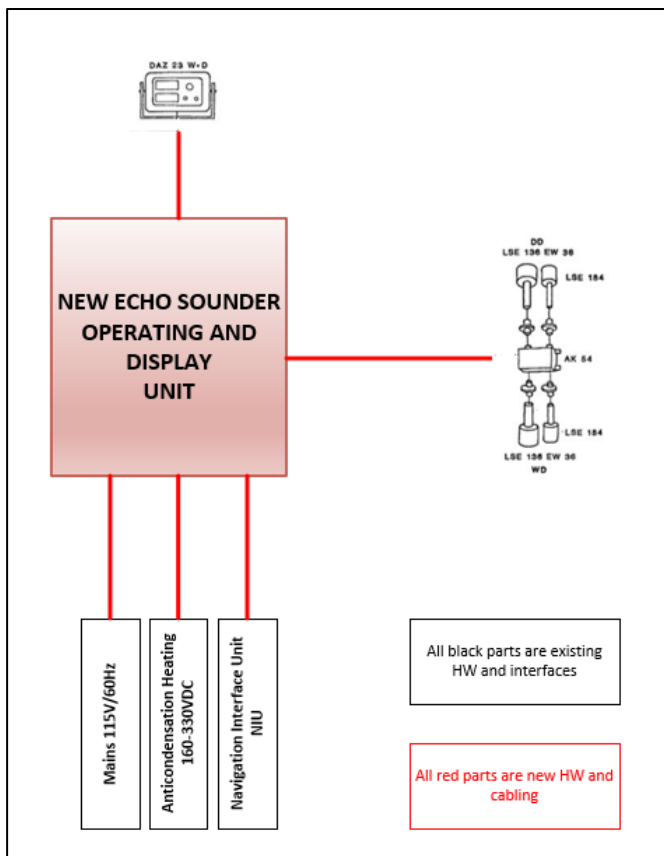 DAZ 23 W+D
NEW ECHO SOUNDER
OPERATING AND
DISPLAY
UNIT
DD
LSE 136 EW 36
LSE 184
AK 54
LSE 184
LSE 136 EW 36
WD
Mains 115V/60Hz
Anticondensation Heating
160-330VDC
Navigation Interface Unit
NIU
All black parts are existing
HW and interfaces
All red parts are new HW and
cabling